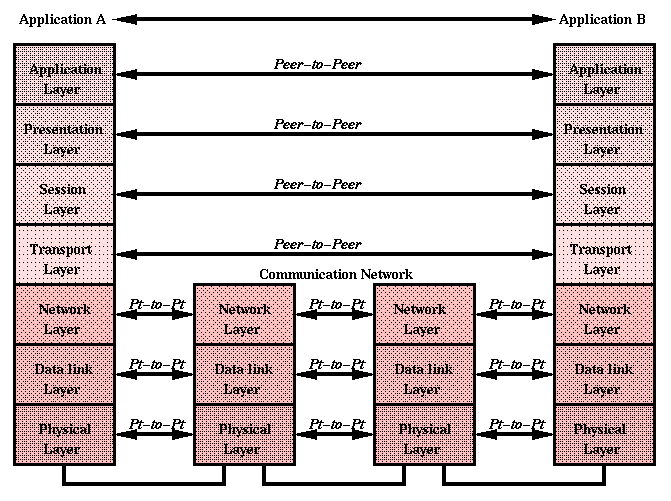 Application A
Application B
Application
Layer
Peer-to-Peer
Application
Layer
Presentation
Layer
Peer-to-Peer
Presentation
Layer
Session
Layer
Peer-to-Peer
Session
Layer
Transport
Layer
Peer-to-Peer
Transport
Layer
Communication Network
Network
Layer
Pt-to-Pt
Network
Layer
Pt-to-Pt
Network
Layer
Pt-to-Pt
Network
Layer
Data link
Layer
Pt-to-Pt
Data link
Layer
Pt-to-Pt
Data link
Layer
Pt-to-Pt
Data link
Layer
Physical
Layer
Pt-to-Pt
Physical
Layer
Pt-to-Pt
Physical
Layer
Pt-to-Pt
Physical
Layer